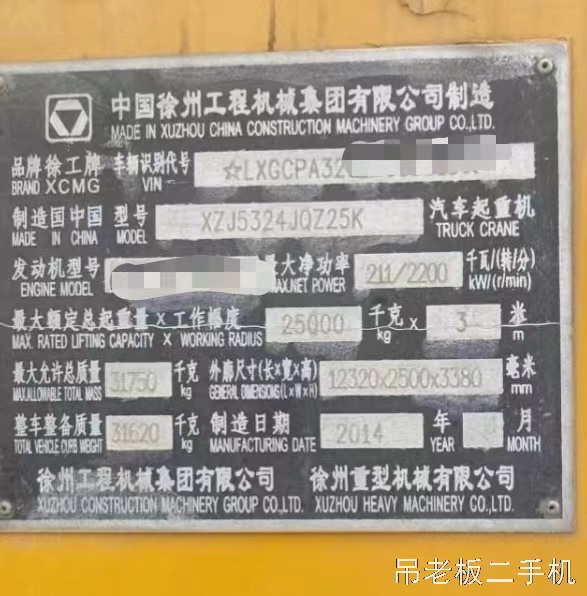 中国徐州工程机械集团有限公司制造
MADE IN XUZHOU CHINA CONSTRUCTION MACHINERY GROUP CO.,LTD.
品牌徐工牌 车辆识别代号 ☆LXGCPA32
BRAND XCMG VIN
制造国中国 型号 XZJ5324JQZ25K 汽车起重机
MADE IN CHINA MODEL TRUCK CRANE
发动机型号 最大净功率 211/2200 千瓦/(转/分)
ENGINE MODEL MAX.NET POWER kW/(r/min)
最大额定总起重量×工作幅度 25000 千克 × 3 米
MAX. RATED LIFTING CAPACITY × WORKING RADIUS kg m
最大允许总质量 31750 千克 外廓尺寸(长×宽×高) 12320x2500x3380 毫米
MAX ALLOWABLE TOTAL MASS kg GENERAL DIMENSIONS (L×W×H) mm
整车整备质量 31620 千克 制造日期 2014 年 月
TOTAL VEHICLE CURB WEIGHT kg MANUFACTURING DATE YEAR MONTH
徐州工程机械集团有限公司 徐州重型机械有限公司
XUZHOU CONSTRUCTION MACHINERY GROUP CO.,LTD. XUZHOU HEAVY MACHINERY CO.,LTD.
吊老板二手机